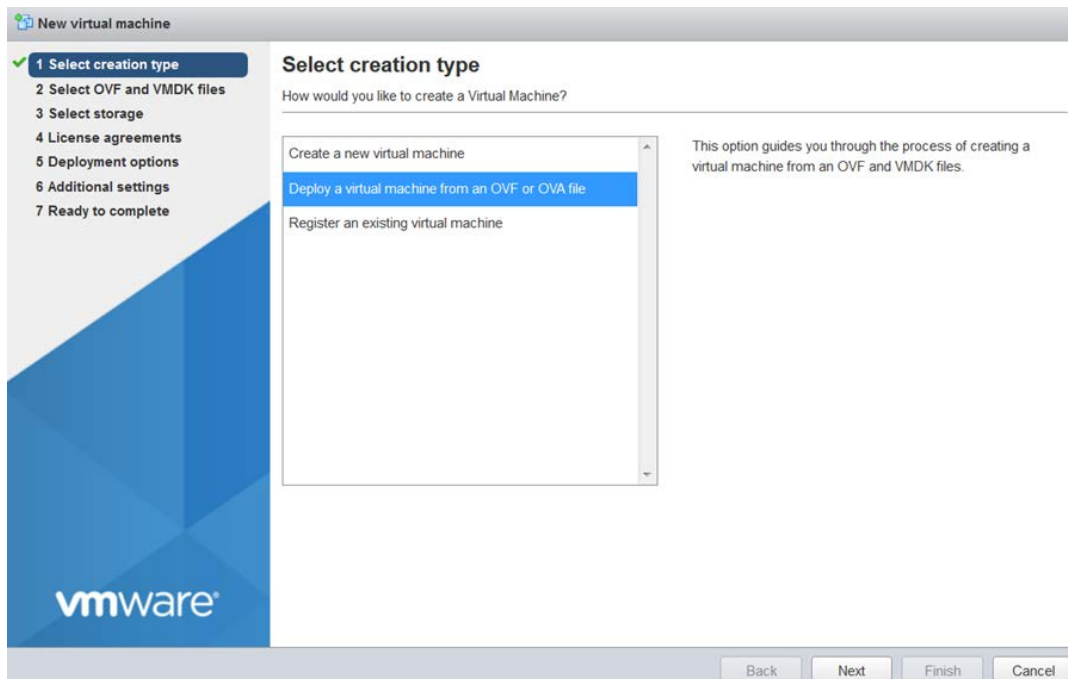 New virtual machine
1 Select creation type
2 Select OVF and VMDK files
3 Select storage
4 License agreements
5 Deployment options
6 Additional settings
7 Ready to complete
Select creation type
How would you like to create a Virtual Machine?
Create a new virtual machine
Deploy a virtual machine from an OVF or OVA file
Register an existing virtual machine
This option guides you through the process of creating a
virtual machine from an OVF and VMDK files.
vmware®
Back Next Finish Cancel